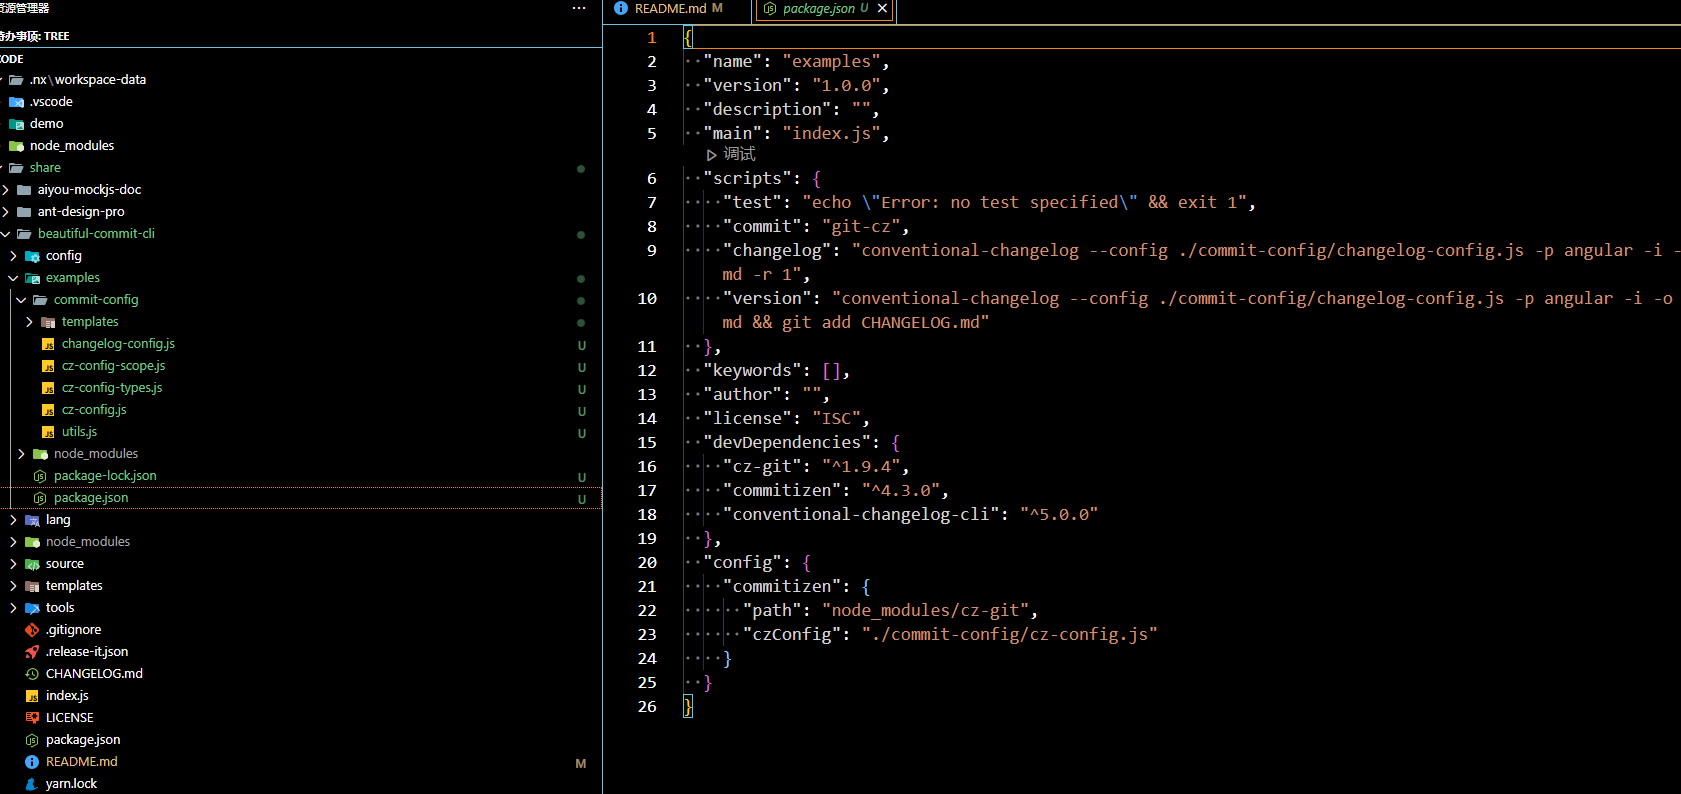 资源管理器
待办事项: TREE
CODE
.nx\workspace-data
.vscode
demo
node_modules
share
aiyou-mockjs-doc
ant-design-pro
beautiful-commit-cli
config
examples
commit-config
templates
changelog-config.js U
cz-config-scope.js U
cz-config-types.js U
cz-config.js U
utils.js U
node_modules
package-lock.json U
package.json U
lang
node_modules
source
templates
tools
.gitignore
.release-it.json
CHANGELOG.md
index.js
LICENSE
package.json
README.md M
yarn.lock
README.md M package.json U
1 {
2 "name": "examples",
3 "version": "1.0.0",
4 "description": "",
5 "main": "index.js",
调试
6 "scripts": {
7 "test": "echo \"Error: no test specified\" && exit 1",
8 "commit": "git-cz",
9 "changelog": "conventional-changelog --config ./commit-config/changelog-config.js -p angular -i -
md -r 1",
10 "version": "conventional-changelog --config ./commit-config/changelog-config.js -p angular -i -o
md && git add CHANGELOG.md"
11 },
12 "keywords": [],
13 "author": "",
14 "license": "ISC",
15 "devDependencies": {
16 "cz-git": "^1.9.4",
17 "commitizen": "^4.3.0",
18 "conventional-changelog-cli": "^5.0.0"
19 },
20 "config": {
21 "commitizen": {
22 "path": "node_modules/cz-git",
23 "czConfig": "./commit-config/cz-config.js"
24 }
25 }
26 }